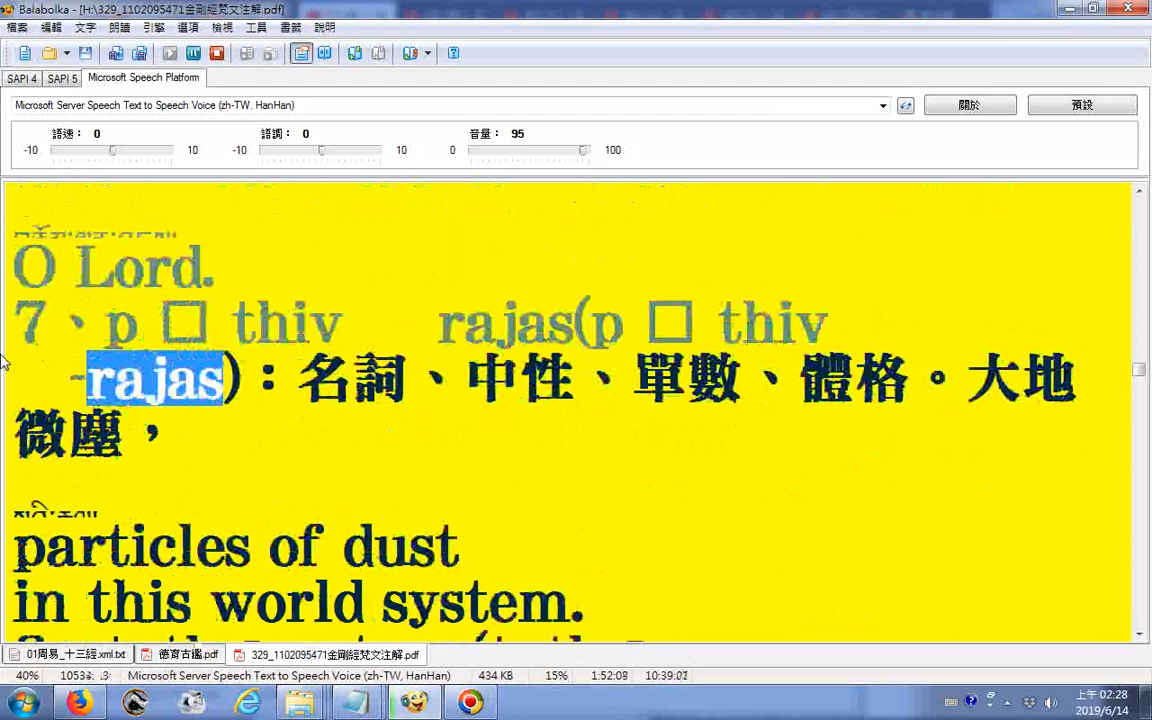 Balabolka - [H:\329_1102095471金剛經梵文注解.pdf]
檔案 編輯 文字 朗讀 引擎 選項 檢視 工具 書籤 說明
SAPI 4 SAPI 5 Microsoft Speech Platform
Microsoft Server Speech Text to Speech Voice (zh-TW, HanHan) 關於 預設
語速： 0 語調： 0 音量： 95
-10 10 -10 10 0 100
O Lord.
7、p □ thiv rajas(p □ thiv
-rajas)：名詞、中性、單數、體格。大地
微塵，
particles of dust
in this world system.
01周易_十三經.xml.txt 德育古鑑.pdf 329_1102095471金剛經梵文注解.pdf
40% Microsoft Server Speech Text to Speech Voice (zh-TW, HanHan) 434 KB 15% 1:52:08 10:39:01
上午 02:28
2019/6/14